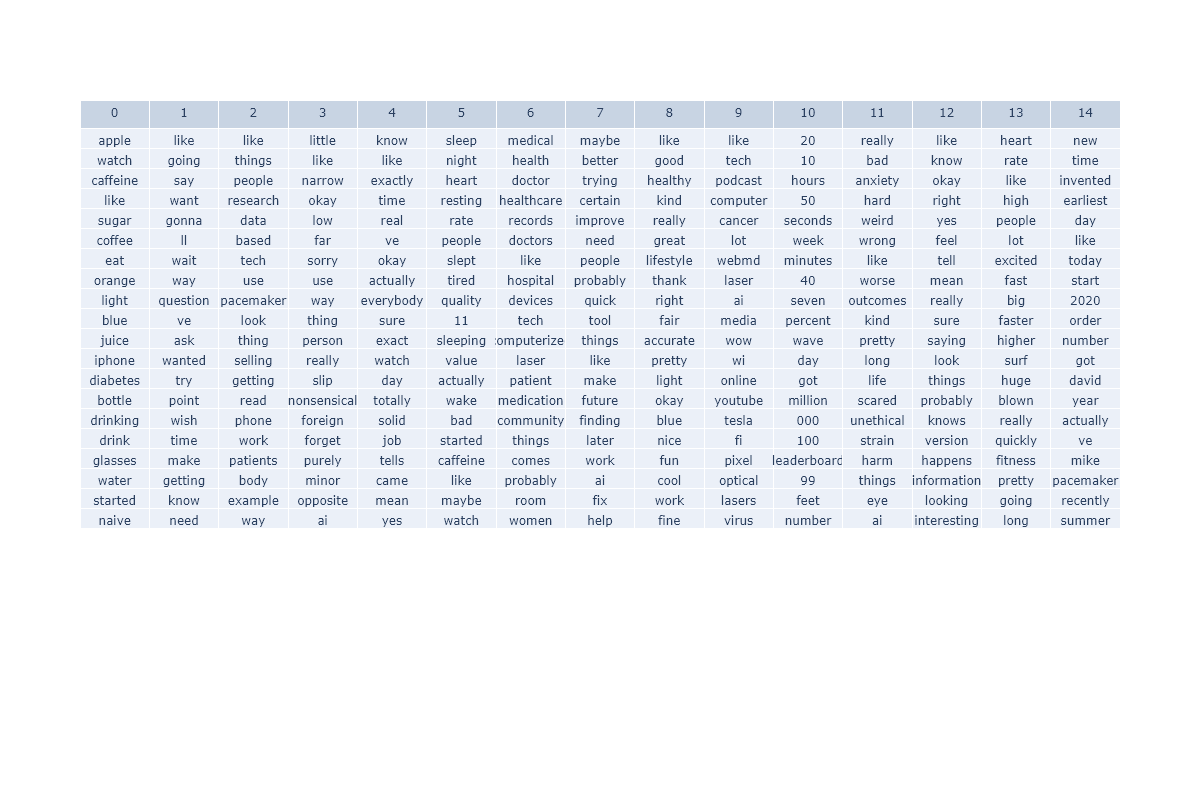 0 1 2 3 4 5 6 7 8 9 10 11 12 13 14
apple like like little know sleep medical maybe like like 20 really like heart new
watch going things like like night health better good tech 10 bad know rate time
caffeine say people narrow exactly heart doctor trying healthy podcast hours anxiety okay like invented
like want research okay time resting healthcare certain kind computer 50 hard right high earliest
sugar gonna data low real rate records improve really cancer seconds weird yes people day
coffee ll based far ve people doctors need great lot week wrong feel lot like
eat wait tech sorry okay slept like people lifestyle webmd minutes like tell excited today
orange way use use actually tired hospital probably thank laser 40 worse mean fast start
light question pacemaker way everybody quality devices quick right ai seven outcomes really big 2020
blue ve look thing sure 11 tech tool fair media percent kind sure faster order
juice ask thing person exact sleeping omputerize things accurate wow wave pretty saying higher number
iphone wanted selling really watch value laser like pretty wi day long look surf got
diabetes try getting slip day actually patient make light online got life things huge david
bottle point read nonsensical totally wake medication future okay youtube million scared probably blown year
drinking wish phone foreign solid bad community finding blue tesla 000 unethical knows really actually
drink time work forget job started things later nice fi 100 strain version quickly ve
glasses make patients purely tells caffeine comes work fun pixel leaderboard harm happens fitness mike
water getting body minor came like probably ai cool optical 99 things information pretty pacemaker
started know example opposite mean maybe room fix work lasers feet eye looking going recently
naive need way ai yes watch women help fine virus number ai interesting long summer